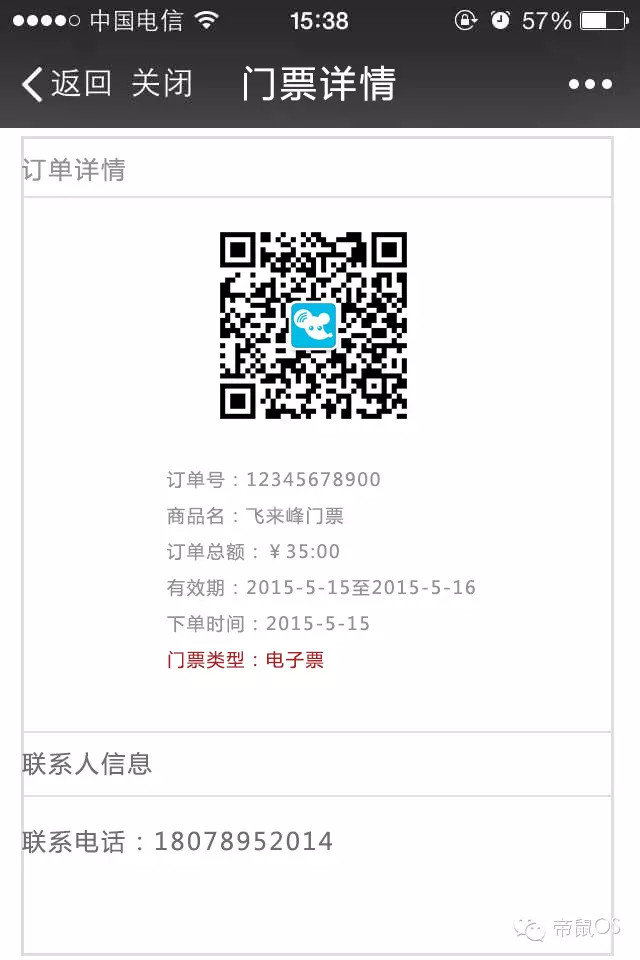 中国电信 15:38 57%
返回 关闭 门票详情
订单详情
订单号：12345678900
商品名：飞来峰门票
订单总额：￥35:00
有效期：2015-5-15至2015-5-16
下单时间：2015-5-15
门票类型：电子票
联系人信息
联系电话：18078952014
帝鼠OS